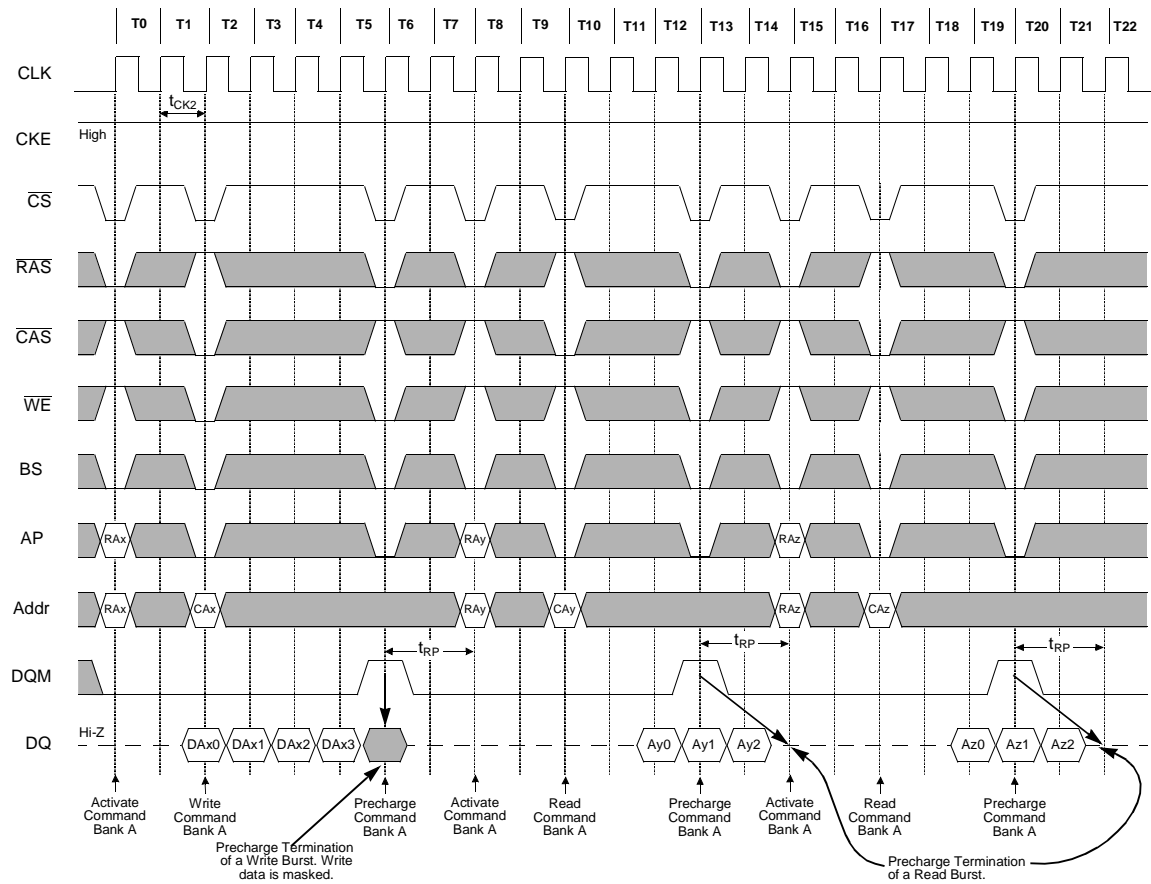 T0 T1 T2 T3 T4 T5 T6 T7 T8 T9 T10 T11 T12 T13 T14 T15 T16 T17 T18 T19 T20 T21 T22
CLK
tCK2
CKE High
CS
RAS
CAS
WE
BS
AP RAx RAy RAz
Addr RAx CAx RAy CAy RAz CAz
tRP tRP tRP
DQM
DQ Hi-Z DAx0 DAx1 DAx2 DAx3 Ay0 Ay1 Ay2 Az0 Az1 Az2
Activate
Command
Bank A
Write
Command
Bank A
Precharge
Command
Bank A
Activate
Command
Bank A
Read
Command
Bank A
Precharge
Command
Bank A
Activate
Command
Bank A
Read
Command
Bank A
Precharge
Command
Bank A
Precharge Termination
of a Write Burst. Write
data is masked.
Precharge Termination
of a Read Burst.